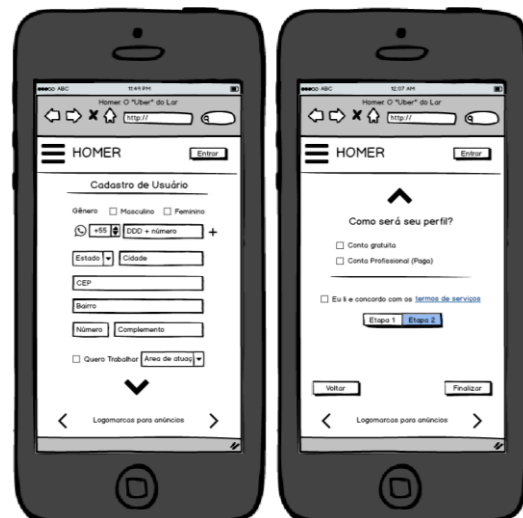 ABC 11:49 PM
Homer O "Uber" do Lar
http://
HOMER Entrar
Cadastro de Usuário
Gênero Masculino Feminino
+55 DDD + número +
Estado Cidade
CEP
Bairro
Número Complemento
Quero Trabalhar Área de atuaç
Logomarcas para anúncios
ABC 12:07 AM
Homer O "Uber" do Lar
http://
HOMER Entrar
Como será seu perfil?
Conta gratuita
Conta Profissional (Paga)
Eu li e concordo com os termos de serviços
Etapa 1 Etapa 2
Voltar Finalizar
Logomarcas para anúncios